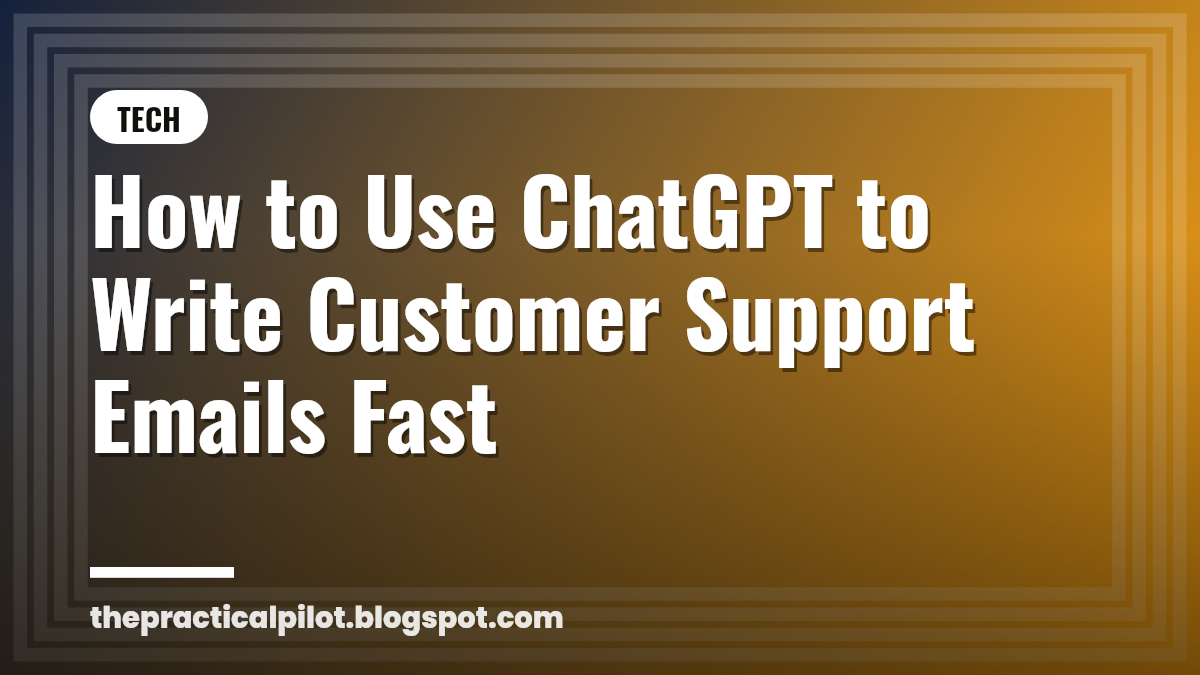 TECH
How to Use ChatGPT to
Write Customer Support
Emails Fast
thepracticalpilot.blogspot.com